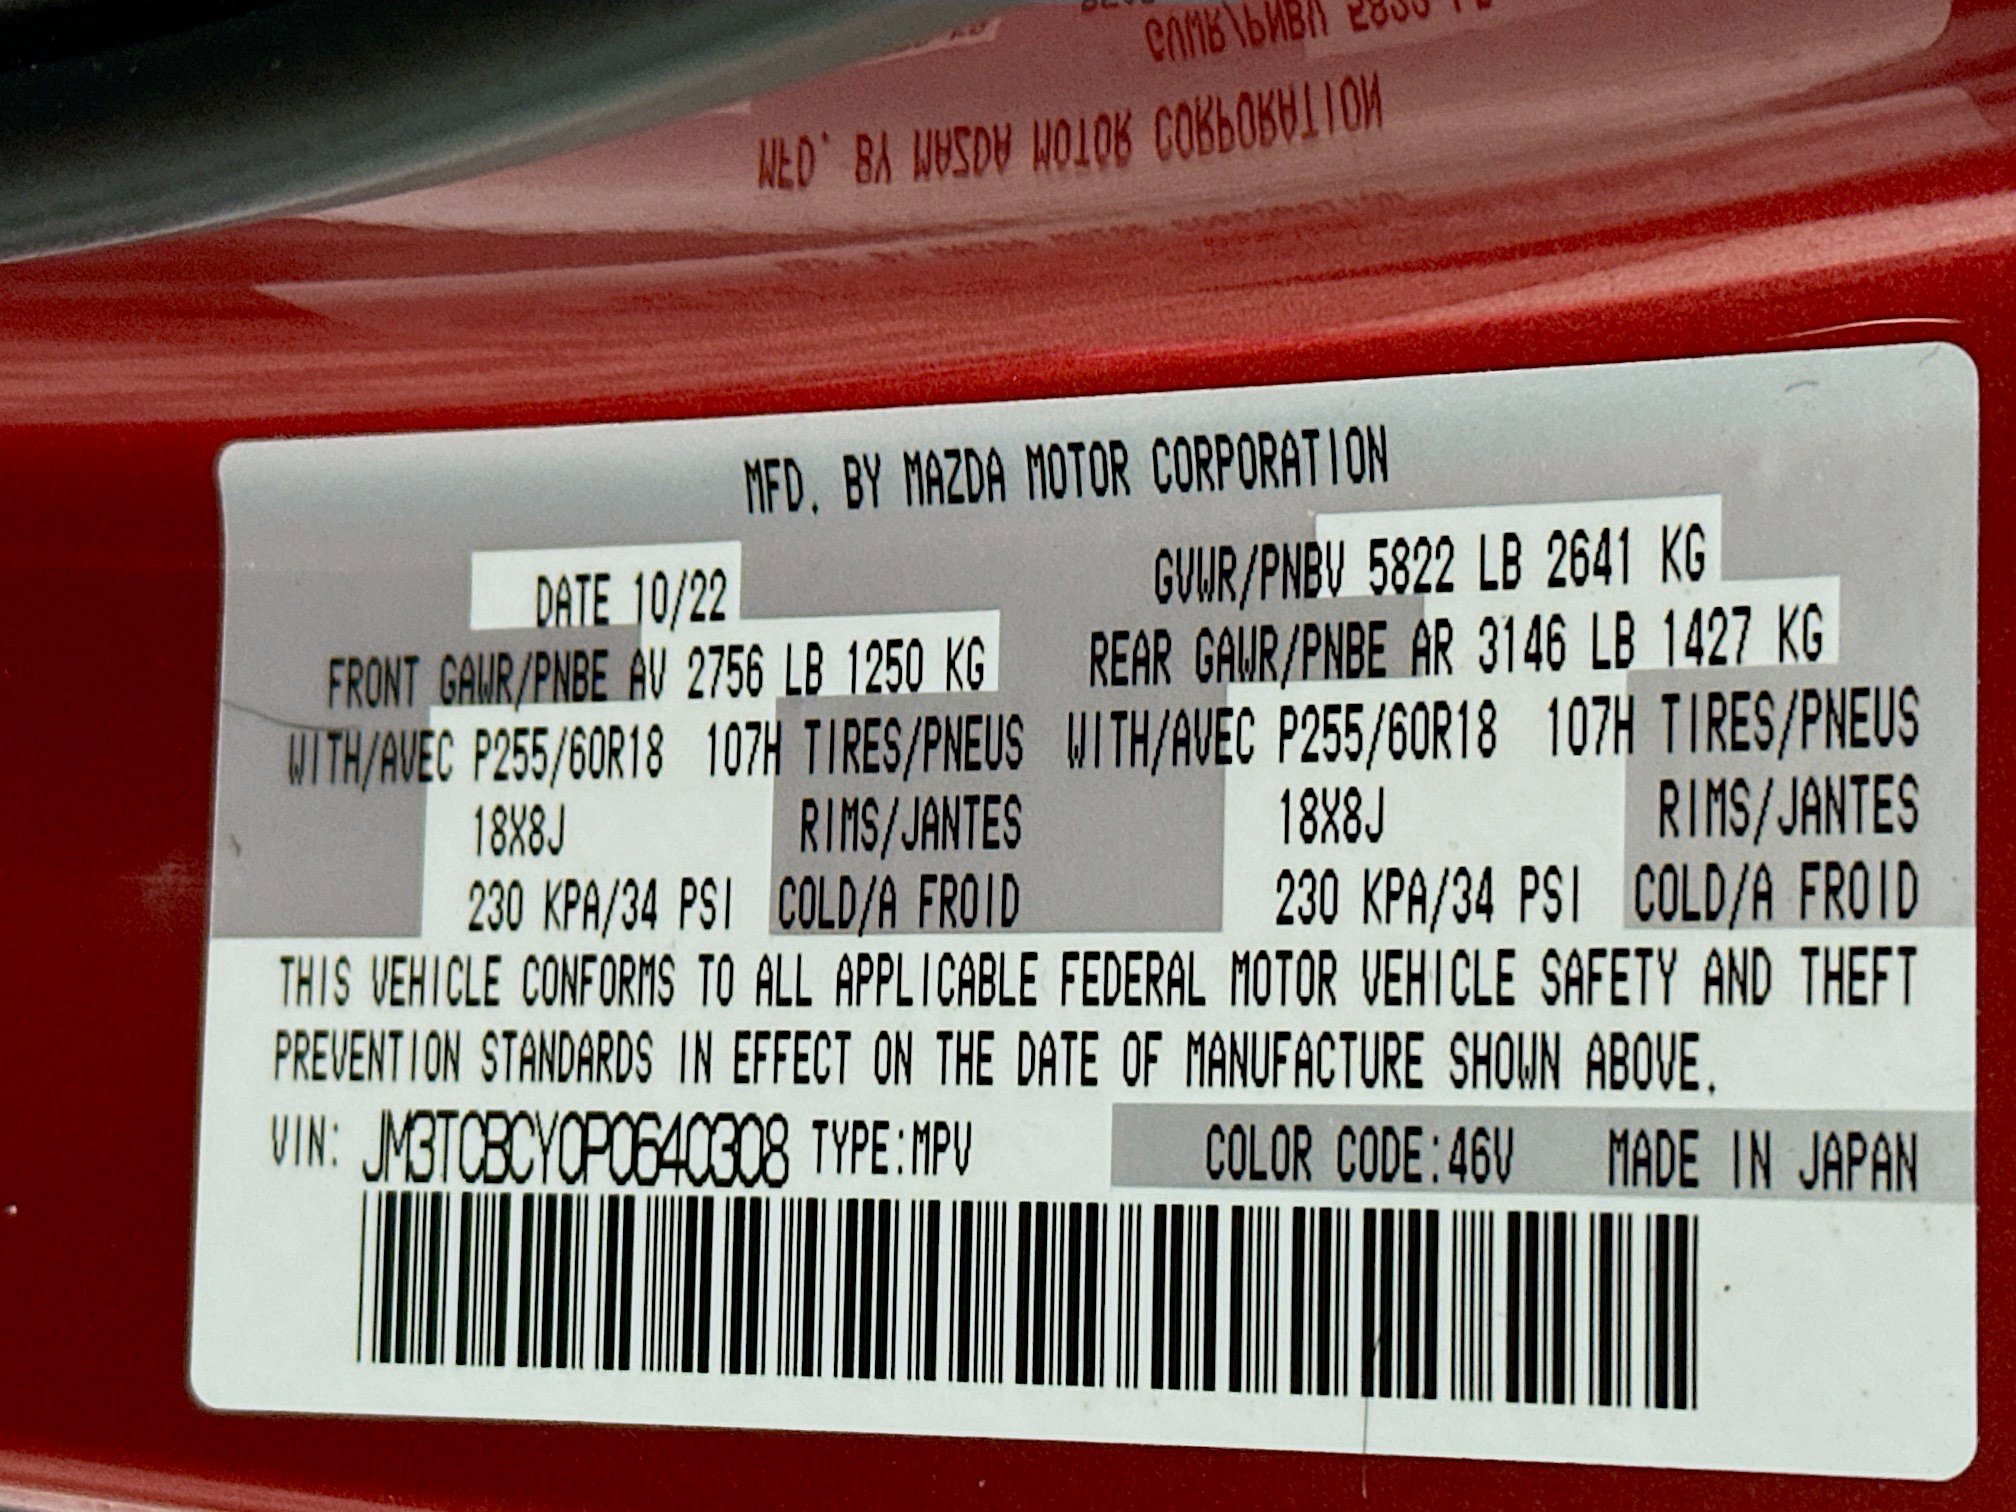 MFD. BY MAZDA MOTOR CORPORATION
DATE 10/22 GVWR/PNBV 5822 LB 2641 KG
FRONT GAWR/PNBE AV 2756 LB 1250 KG REAR GAWR/PNBE AR 3146 LB 1427 KG
WITH/AVEC P255/60R18 107H TIRES/PNEUS WITH/AVEC P255/60R18 107H TIRES/PNEUS
18X8J RIMS/JANTES 18X8J RIMS/JANTES
230 KPA/34 PSI COLD/A FROID 230 KPA/34 PSI COLD/A FROID
THIS VEHICLE CONFORMS TO ALL APPLICABLE FEDERAL MOTOR VEHICLE SAFETY AND THEFT
PREVENTION STANDARDS IN EFFECT ON THE DATE OF MANUFACTURE SHOWN ABOVE.
VIN: JM3TCBCY0P0640308 TYPE:MPV COLOR CODE:46V MADE IN JAPAN